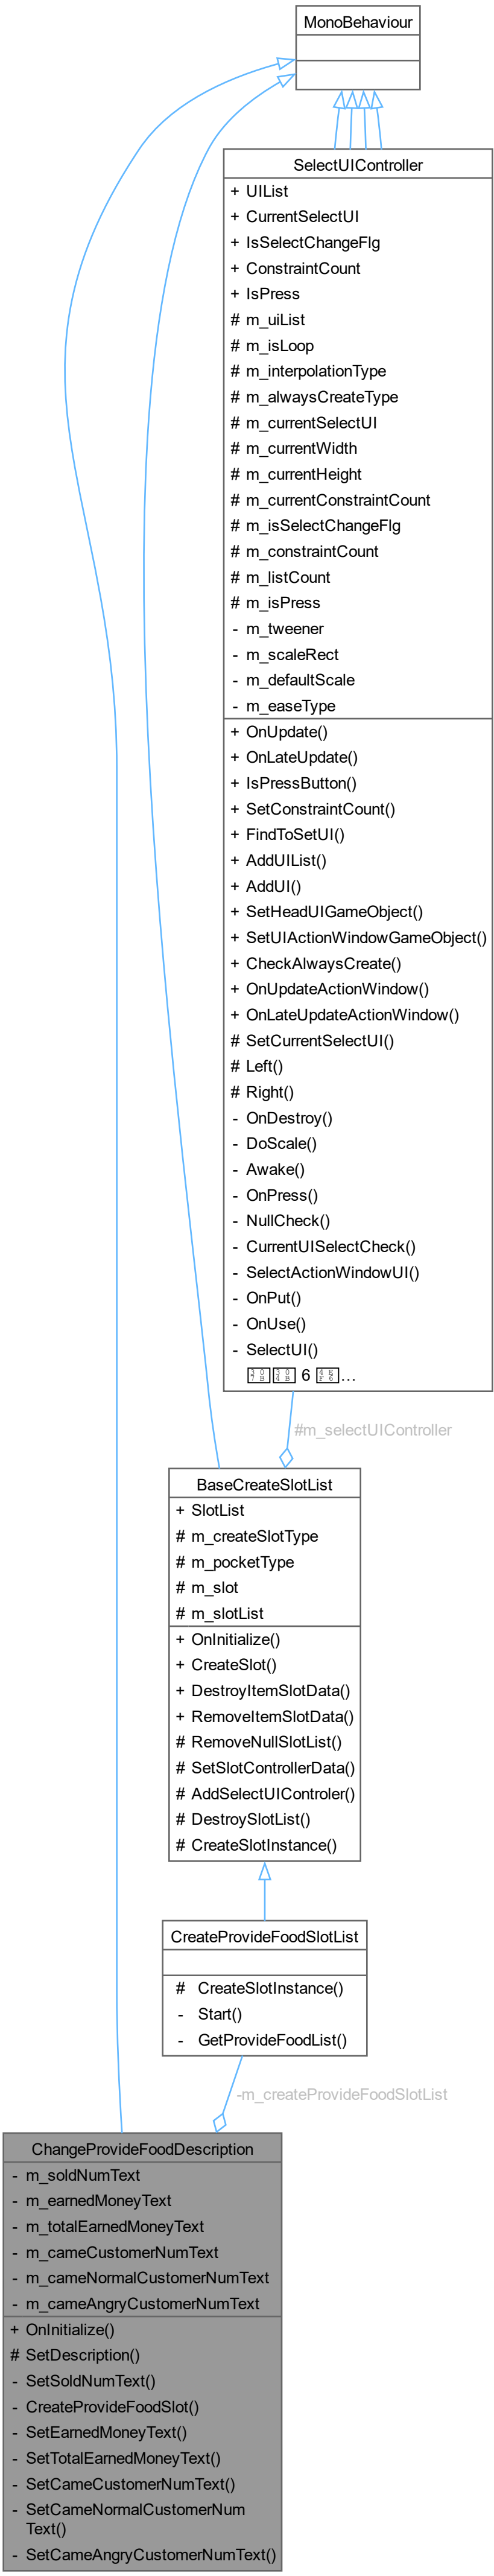 MonoBehaviour
SelectUIController
+ UIList
+ CurrentSelectUI
+ IsSelectChangeFlg
+ ConstraintCount
+ IsPress
# m_uiList
# m_isLoop
# m_interpolationType
# m_alwaysCreateType
# m_currentSelectUI
# m_currentWidth
# m_currentHeight
# m_currentConstraintCount
# m_isSelectChangeFlg
# m_constraintCount
# m_listCount
# m_isPress
- m_tweener
- m_scaleRect
- m_defaultScale
- m_easeType
+ OnUpdate()
+ OnLateUpdate()
+ IsPressButton()
+ SetConstraintCount()
+ FindToSetUI()
+ AddUIList()
+ AddUI()
+ SetHeadUIGameObject()
+ SetUIActionWindowGameObject()
+ CheckAlwaysCreate()
+ OnUpdateActionWindow()
+ OnLateUpdateActionWindow()
# SetCurrentSelectUI()
# Left()
# Right()
- OnDestroy()
- DoScale()
- Awake()
- OnPress()
- NullCheck()
- CurrentUISelectCheck()
- SelectActionWindowUI()
- OnPut()
- OnUse()
- SelectUI()
6 ...
#m_selectUIController
BaseCreateSlotList
+ SlotList
# m_createSlotType
# m_pocketType
# m_slot
# m_slotList
+ OnInitialize()
+ CreateSlot()
+ DestroyItemSlotData()
+ RemoveItemSlotData()
# RemoveNullSlotList()
# SetSlotControllerData()
# AddSelectUIControler()
# DestroySlotList()
# CreateSlotInstance()
CreateProvideFoodSlotList
# CreateSlotInstance()
- Start()
- GetProvideFoodList()
-m_createProvideFoodSlotList
ChangeProvideFoodDescription
- m_soldNumText
- m_earnedMoneyText
- m_totalEarnedMoneyText
- m_cameCustomerNumText
- m_cameNormalCustomerNumText
- m_cameAngryCustomerNumText
+ OnInitialize()
# SetDescription()
- SetSoldNumText()
- CreateProvideFoodSlot()
- SetEarnedMoneyText()
- SetTotalEarnedMoneyText()
- SetCameCustomerNumText()
- SetCameNormalCustomerNum
Text()
- SetCameAngryCustomerNumText()